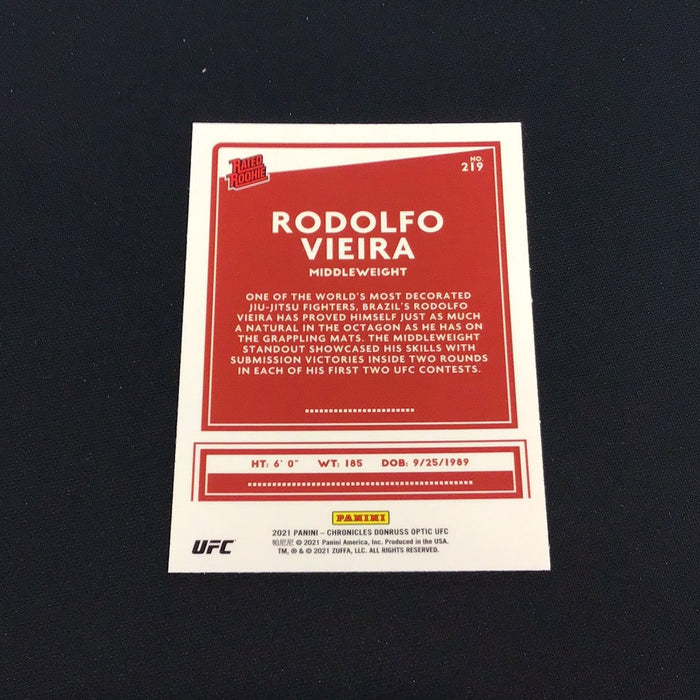 RATED
ROOKIE
NO.
219
RODOLFO
VIEIRA
MIDDLEWEIGHT
ONE OF THE WORLD'S MOST DECORATED
JIU-JITSU FIGHTERS, BRAZIL'S RODOLFO
VIEIRA HAS PROVED HIMSELF JUST AS MUCH
A NATURAL IN THE OCTAGON AS HE HAS ON
THE GRAPPLING MATS. THE MIDDLEWEIGHT
STANDOUT SHOWCASED HIS SKILLS WITH
SUBMISSION VICTORIES INSIDE TWO ROUNDS
IN EACH OF HIS FIRST TWO UFC CONTESTS.
HT: 6' 0" WT: 185 DOB: 9/25/1989
PANINI
2021 PANINI – CHRONICLES DONRUSS OPTIC UFC
帕尼尼 © 2021 Panini America, Inc. Produced in the USA.
TM, ® & © 2021 ZUFFA, LLC. ALL RIGHTS RESERVED.
UFC